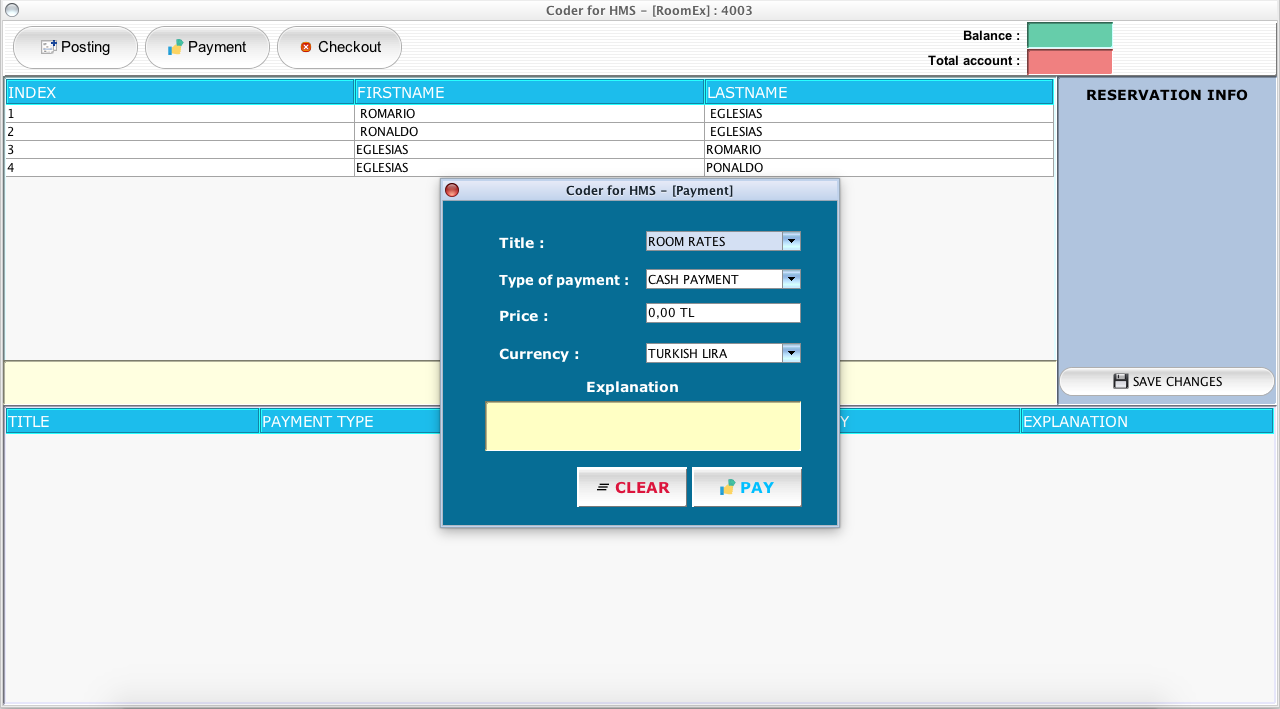 Coder for HMS - [RoomEx] : 4003
Posting Payment Checkout
Balance :
Total account :
INDEX FIRSTNAME LASTNAME
1 ROMARIO EGLESIAS
2 RONALDO EGLESIAS
3 EGLESIAS ROMARIO
4 EGLESIAS PONALDO
RESERVATION INFO
SAVE CHANGES
Coder for HMS - [Payment]
Title : ROOM RATES
Type of payment : CASH PAYMENT
Price : 0,00 TL
Currency : TURKISH LIRA
Explanation
CLEAR PAY
TITLE PAYMENT TYPE Y EXPLANATION